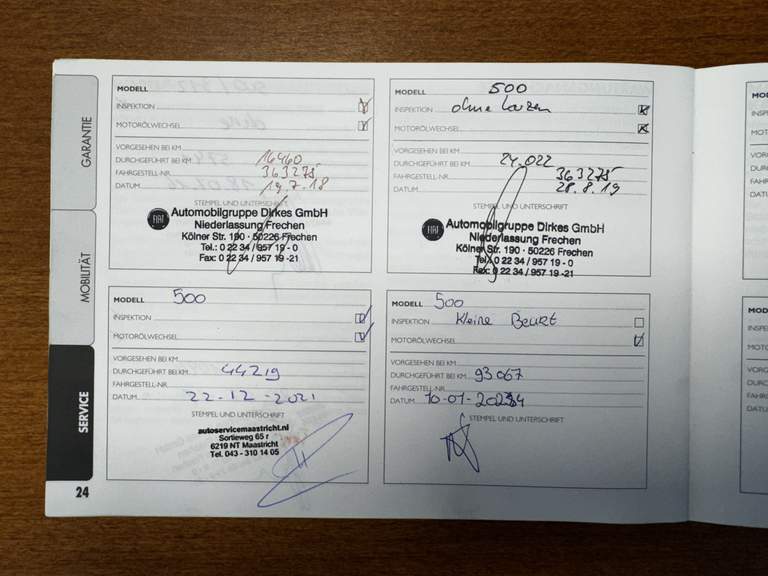 GARANTIE
MOBILITÄT
SERVICE
24
MODELL
INSPEKTION
MOTORÖLWECHSEL
VORGESEHEN BEI KM
DURCHGEFÜHRT BEI KM 16460
FAHRGESTELL-NR. 363275
DATUM 19.7.18
STEMPEL UND UNTERSCHRIFT
FIAT
Automobilgruppe Dirkes GmbH
Niederlassung Frechen
Kölner Str. 190 · 50226 Frechen
Tel.: 0 22 34 / 957 19 - 0
Fax: 0 22 34 / 957 19 -21
MODELL 500
INSPEKTION ohne
MOTORÖLWECHSEL
VORGESEHEN BEI KM
DURCHGEFÜHRT BEI KM 24.022
FAHRGESTELL-NR. 363275
DATUM 28.8.19
STEMPEL UND UNTERSCHRIFT
FIAT
Automobilgruppe Dirkes GmbH
Niederlassung Frechen
Kölner Str. 190 · 50226 Frechen
Tel.: 0 22 34 / 957 19 - 0
Fax: 0 22 34 / 957 19 -21
MODELL 500
INSPEKTION
MOTORÖLWECHSEL
VORGESEHEN BEI KM
DURCHGEFÜHRT BEI KM 44219
FAHRGESTELL-NR.
DATUM 22-12-2021
STEMPEL UND UNTERSCHRIFT
autoservicemaastricht.nl
Sortieweg 65 r
6219 NT Maastricht
Tel. 043 - 310 14 05
MODELL 500
INSPEKTION Kleine Beurt
MOTORÖLWECHSEL
VORGESEHEN BEI KM
DURCHGEFÜHRT BEI KM 93067
FAHRGESTELL-NR.
DATUM 10-01-2024
STEMPEL UND UNTERSCHRIFT